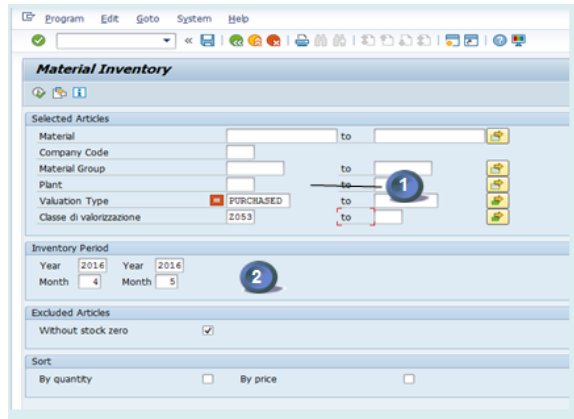 Program Edit Goto System Help
Material Inventory
Selected Articles
Material to
Company Code
Material Group to
Plant to 1
Valuation Type PURCHASED to
Classe di valorizzazione Z053 to
Inventory Period
Year 2016 Year 2016
Month 4 Month 5 2
Excluded Articles
Without stock zero
Sort
By quantity By price